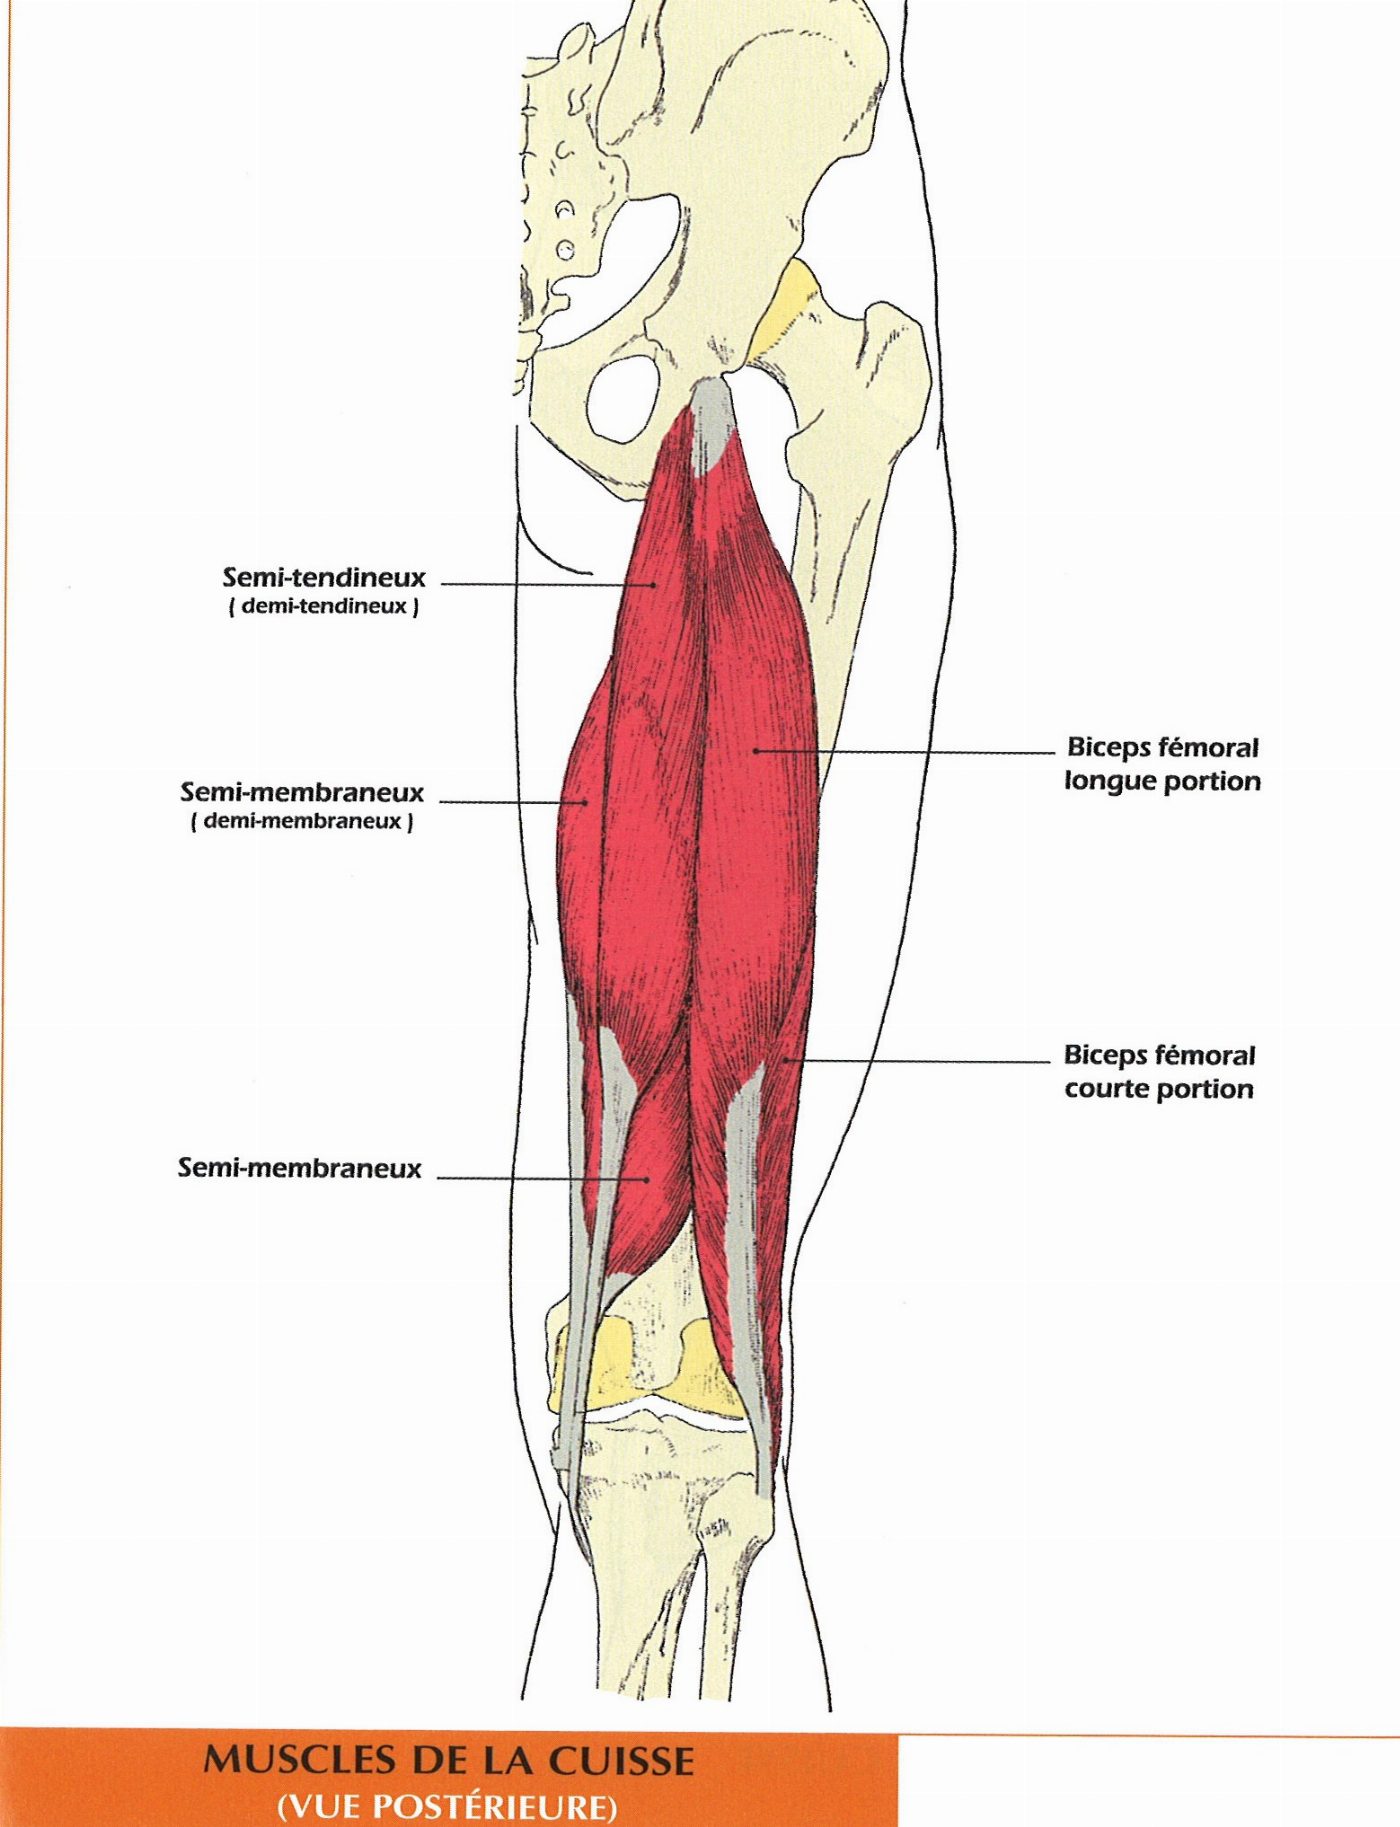 Semi-tendineux
( demi-tendineux )
Biceps fémoral
longue portion
Semi-membraneux
( demi-membraneux )
Biceps fémoral
courte portion
Semi-membraneux
MUSCLES DE LA CUISSE
(VUE POSTÉRIEURE)